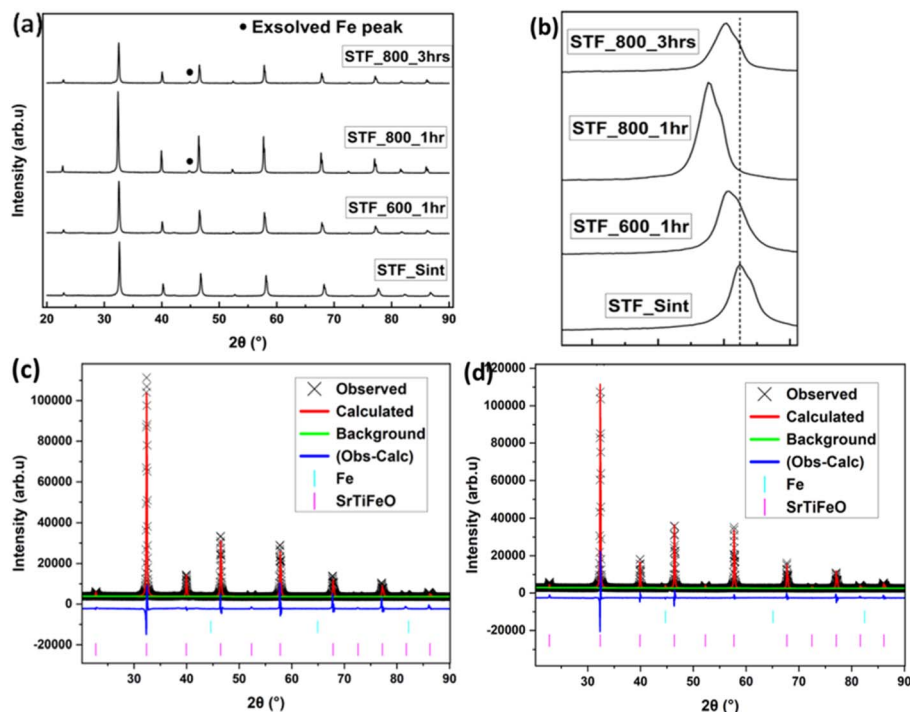 (a)
● Exsolved Fe peak
STF_800_3hrs
STF_800_1hr
STF_600_1hr
STF_Sint
Intensity (arb.u)
20 30 40 50 60 70 80 90
2θ (°)
(b)
STF_800_3hrs
STF_800_1hr
STF_600_1hr
STF_Sint
(c)
Observed
Calculated
Background
(Obs-Calc)
Fe
SrTiFeO
100000
80000
60000
40000
20000
0
-20000
Intensity (arb.u)
30 40 50 60 70 80 90
2θ (°)
(d)
Observed
Calculated
Background
(Obs-Calc)
Fe
SrTiFeO
120000
100000
80000
60000
40000
20000
0
-20000
Intensity (arb.u)
30 40 50 60 70 80 90
2θ (°)